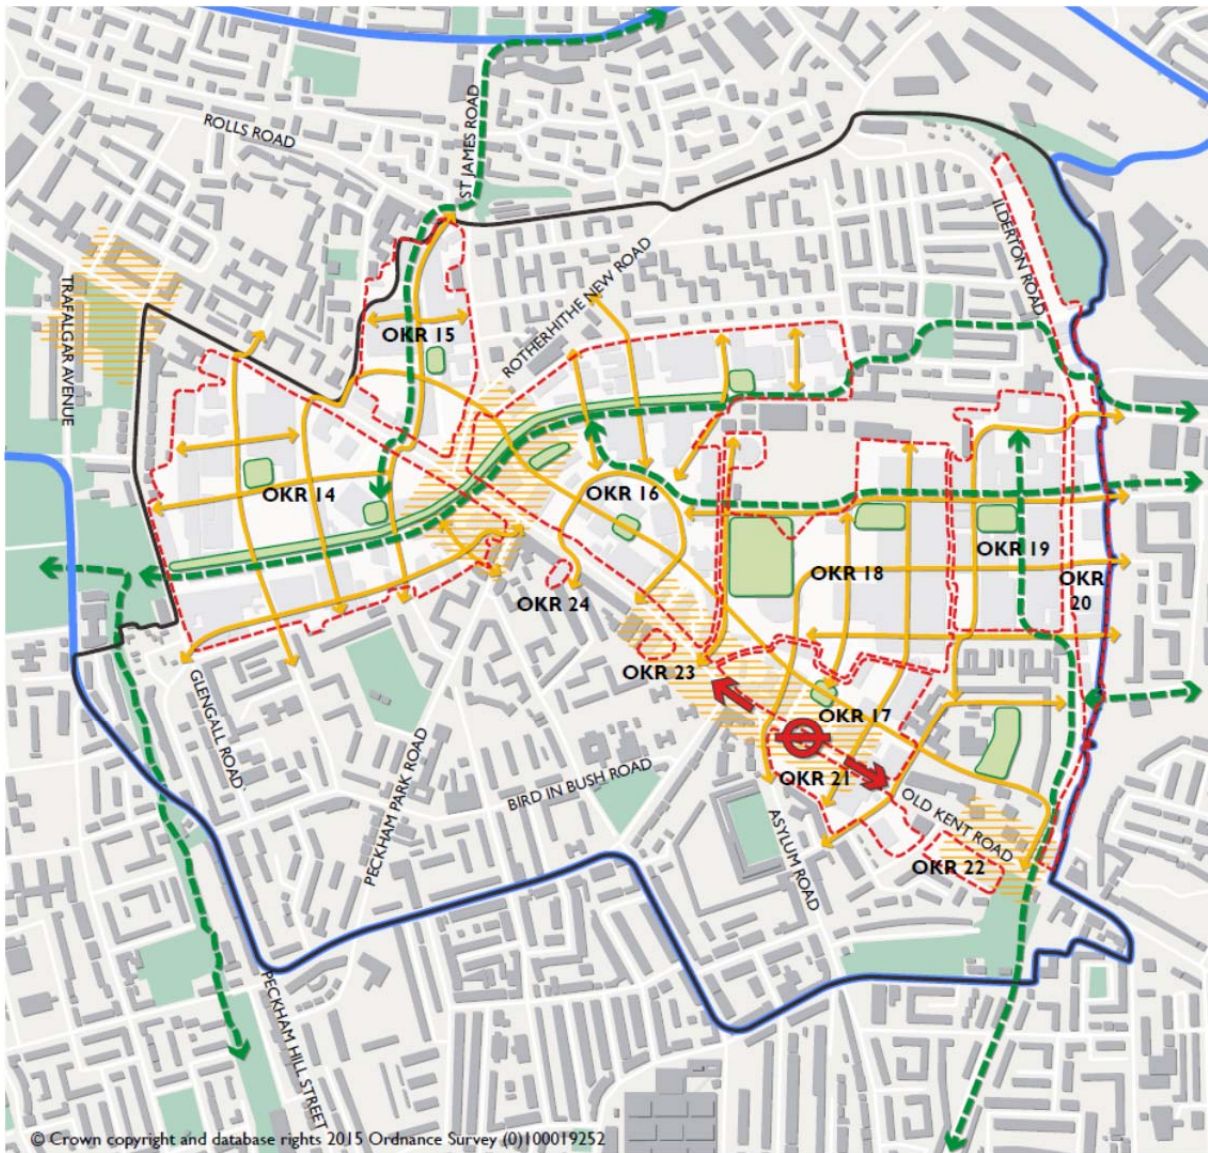 ROLLS ROAD
ST JAMES ROAD
ILDERTON ROAD
ROTHERHITHE NEW ROAD
TRAFALGAR AVENUE
OKR 15
OKR 14
OKR 16
OKR 19
OKR 18
OKR
20
OKR 24
OKR 23
OKR 17
GLENGALL ROAD
PECKHAM PARK ROAD
BIRD IN BUSH ROAD
OKR 21
OLD KENT ROAD
ASYLUM ROAD
OKR 22
PECKHAM HILL STREET
© Crown copyright and database rights 2015 Ordnance Survey (0)100019252